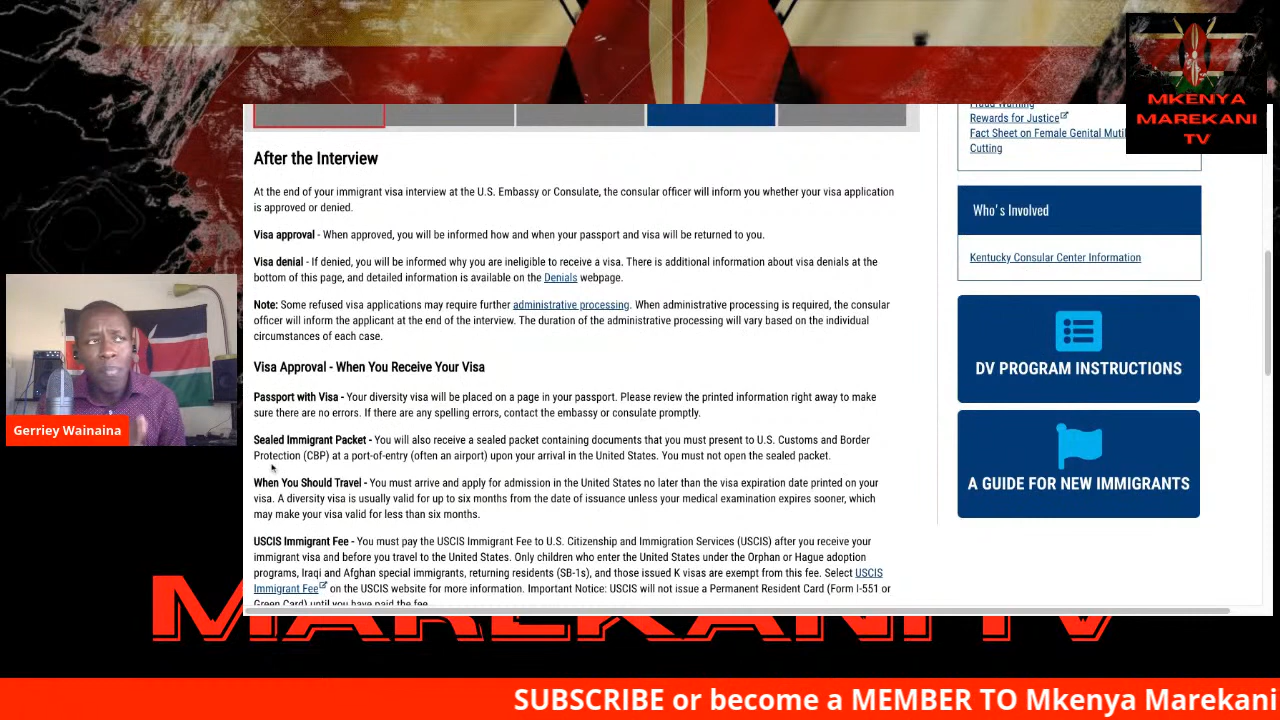 MKENYA
MAREKANI
TV
Fraud Warning
Rewards for Justice
Fact Sheet on Female Genital Mutil
Cutting
Who's Involved
Kentucky Consular Center Information
DV PROGRAM INSTRUCTIONS
A GUIDE FOR NEW IMMIGRANTS
After the Interview
At the end of your immigrant visa interview at the U.S. Embassy or Consulate, the consular officer will inform you whether your visa application
is approved or denied.
Visa approval - When approved, you will be informed how and when your passport and visa will be returned to you.
Visa denial - If denied, you will be informed why you are ineligible to receive a visa. There is additional information about visa denials at the
bottom of this page, and detailed information is available on the Denials webpage.
Note: Some refused visa applications may require further administrative processing. When administrative processing is required, the consular
officer will inform the applicant at the end of the interview. The duration of the administrative processing will vary based on the individual
circumstances of each case.
Visa Approval - When You Receive Your Visa
Passport with Visa - Your diversity visa will be placed on a page in your passport. Please review the printed information right away to make
sure there are no errors. If there are any spelling errors, contact the embassy or consulate promptly.
Sealed Immigrant Packet - You will also receive a sealed packet containing documents that you must present to U.S. Customs and Border
Protection (CBP) at a port-of-entry (often an airport) upon your arrival in the United States. You must not open the sealed packet.
When You Should Travel - You must arrive and apply for admission in the United States no later than the visa expiration date printed on your
visa. A diversity visa is usually valid for up to six months from the date of issuance unless your medical examination expires sooner, which
may make your visa valid for less than six months.
USCIS Immigrant Fee - You must pay the USCIS Immigrant Fee to U.S. Citizenship and Immigration Services (USCIS) after you receive your
immigrant visa and before you travel to the United States. Only children who enter the United States under the Orphan or Hague adoption
programs, Iraqi and Afghan special immigrants, returning residents (SB-1s), and those issued K visas are exempt from this fee. Select USCIS
Immigrant Fee on the USCIS website for more information. Important Notice: USCIS will not issue a Permanent Resident Card (Form I-551 or
Green Card) until you have paid the fee.
Gerriey Wainaina
MAREKANI TV
SUBSCRIBE or become a MEMBER TO Mkenya Marekani